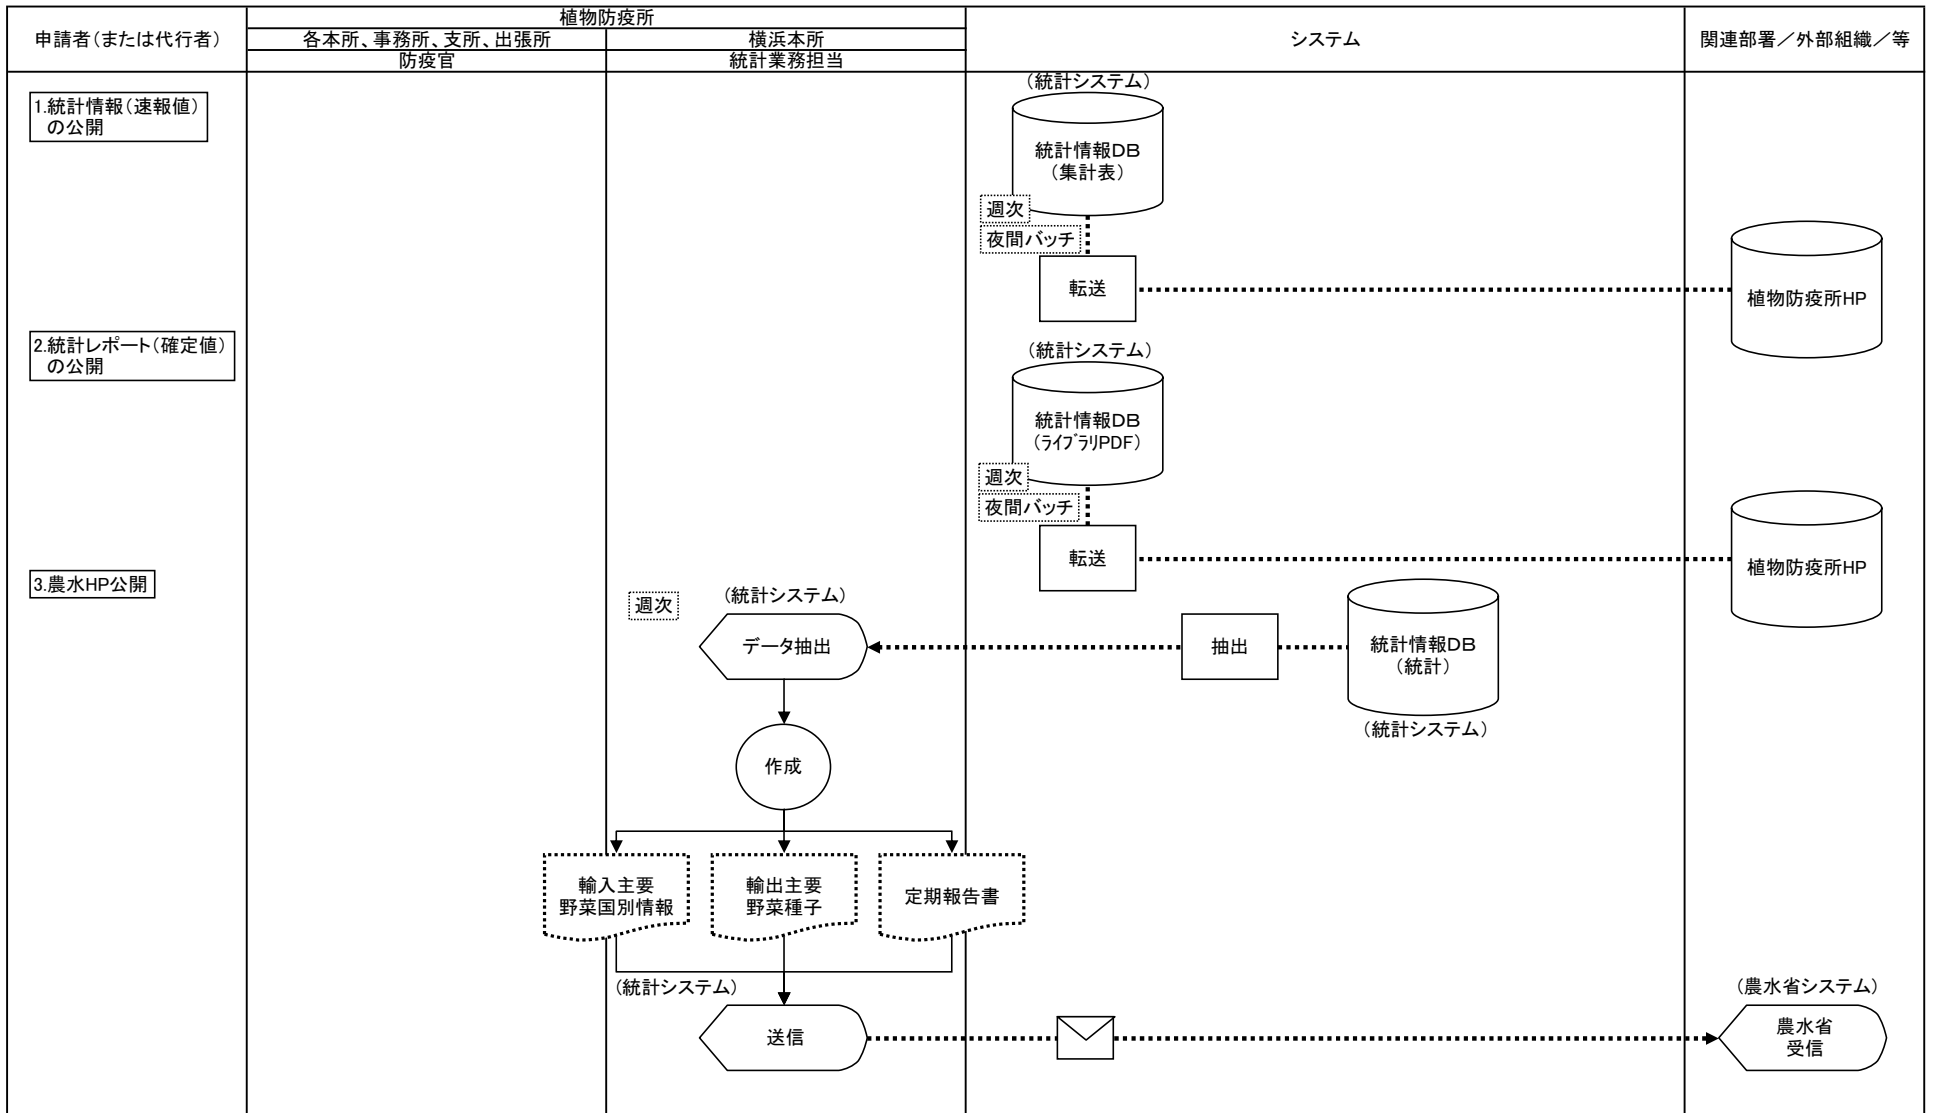 申請者(または代行者)
植物防疫所
各本所、事務所、支所、出張所
防疫官
横浜本所
統計業務担当
システム
関連部署／外部組織／等
1.統計情報(速報値)
の公開
(統計システム)
統計情報DB
(集計表)
週次
夜間バッチ
転送
植物防疫所HP
2.統計レポート(確定値)
の公開
(統計システム)
統計情報DB
(ﾗｲﾌﾞﾗﾘPDF)
週次
夜間バッチ
転送
植物防疫所HP
3.農水HP公開
週次
(統計システム)
データ抽出
抽出
統計情報DB
(統計)
(統計システム)
作成
輸入主要
野菜国別情報
輸出主要
野菜種子
定期報告書
(統計システム)
送信
(農水省システム)
農水省
受信